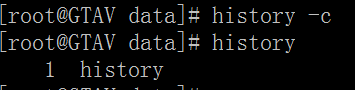 [root@GTAV data]# history -c
[root@GTAV data]# history
    1  history